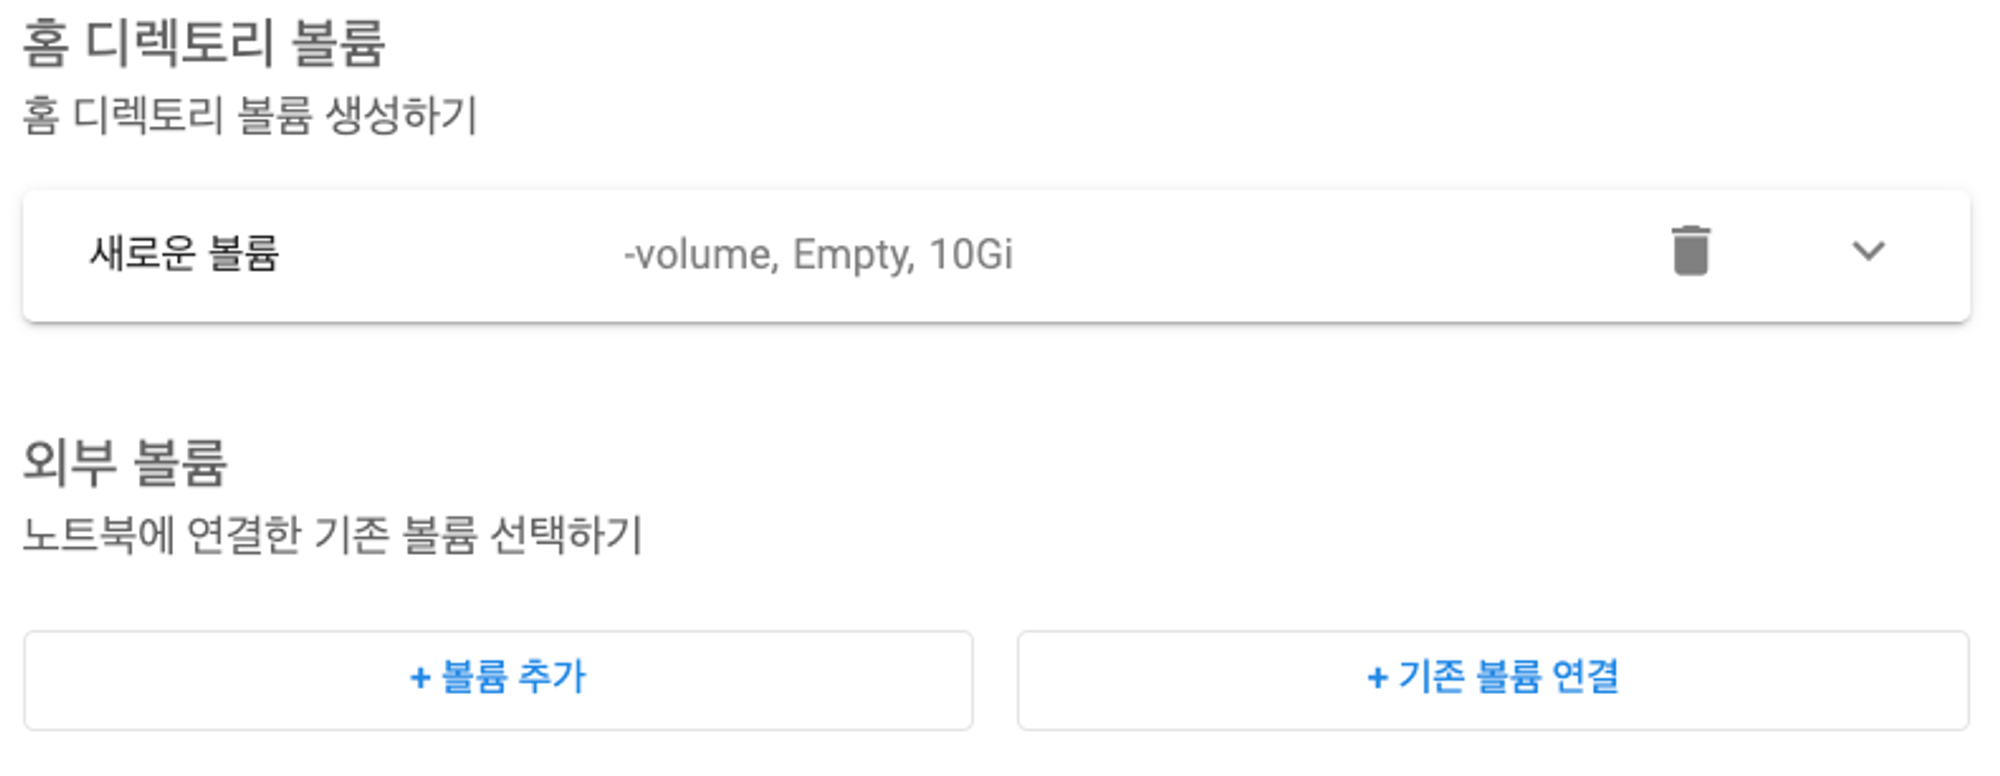 홈 디렉토리 볼륨
홈 디렉토리 볼륨 생성하기
새로운 볼륨 -volume, Empty, 10Gi
외부 볼륨
노트북에 연결한 기존 볼륨 선택하기
+ 볼륨 추가 + 기존 볼륨 연결